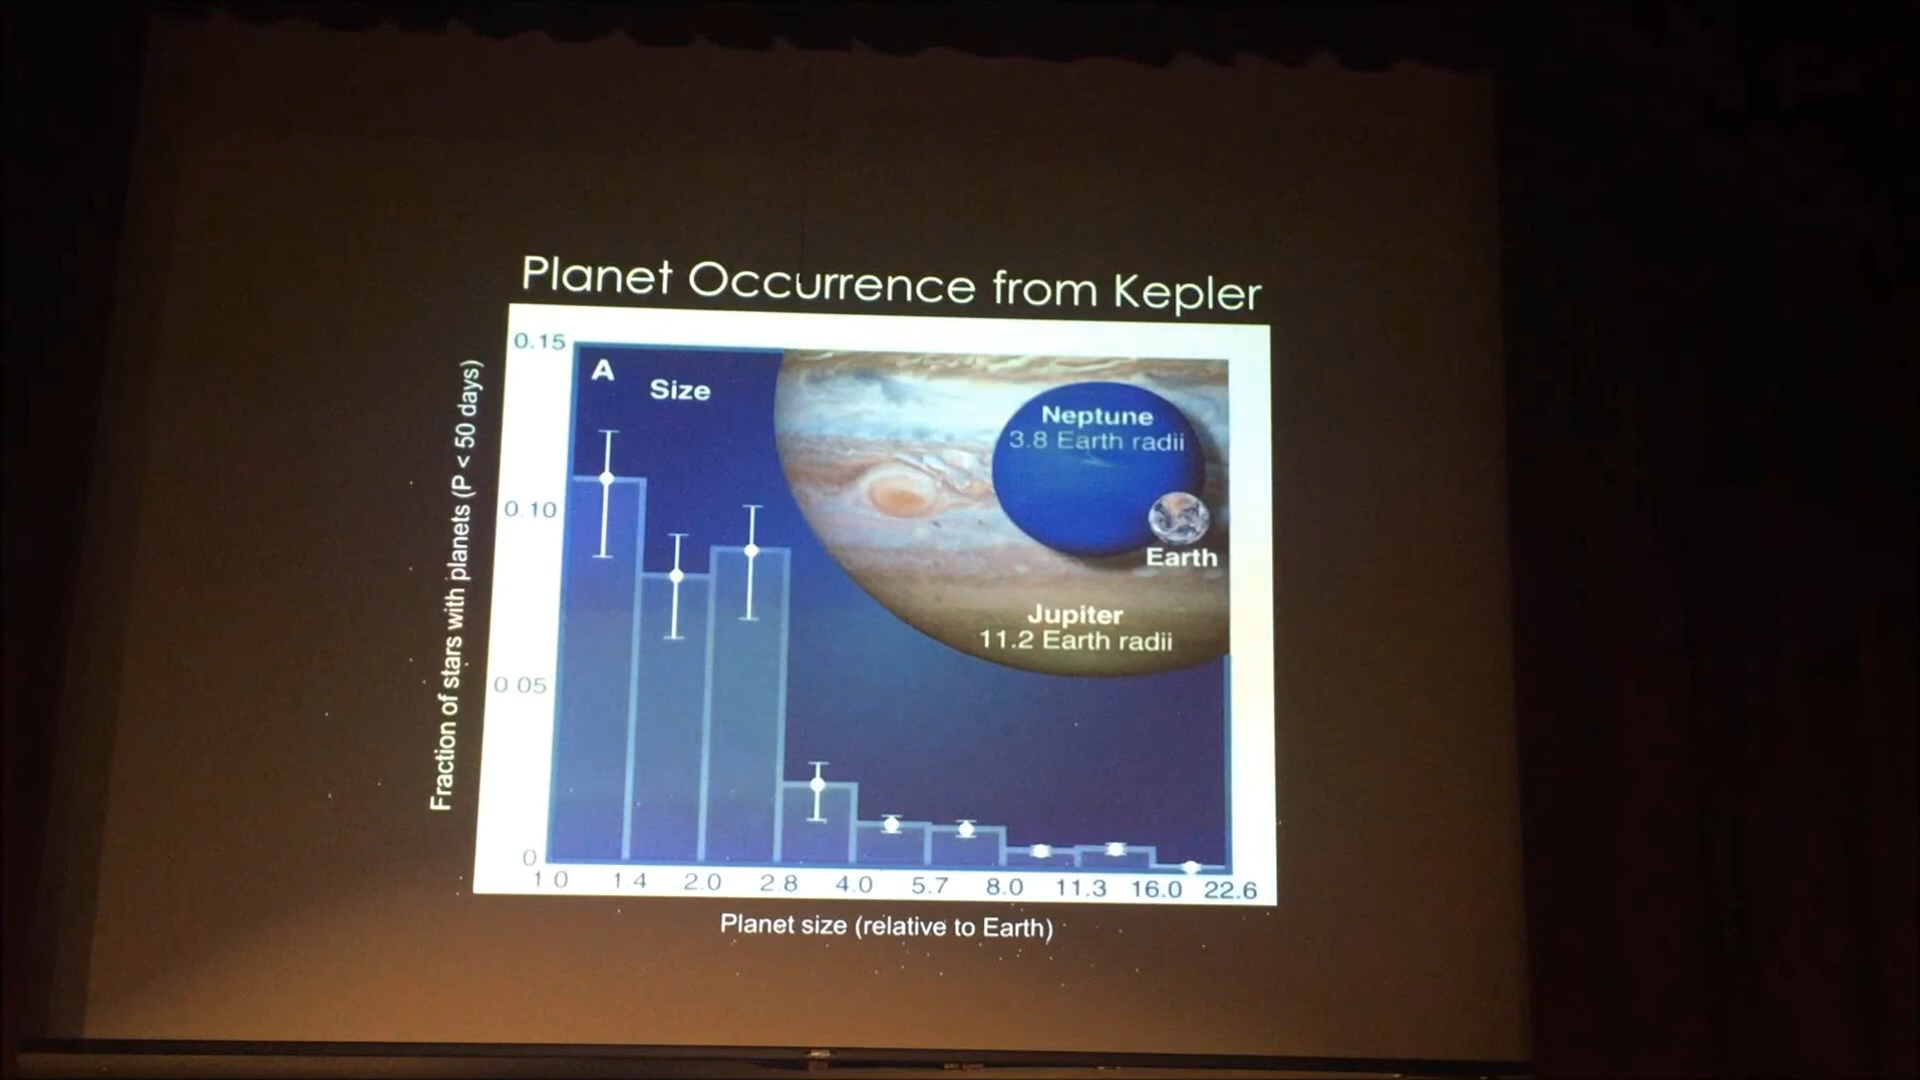 Planet Occurrence from Kepler
0.15
A
Size
Neptune
3.8 Earth radii
0.10
Earth
Jupiter
11.2 Earth radii
0 05
0
1.0 1.4 2.0 2.8 4.0 5.7 8.0 11.3 16.0 22.6
Fraction of stars with planets (P < 50 days)
Planet size (relative to Earth)